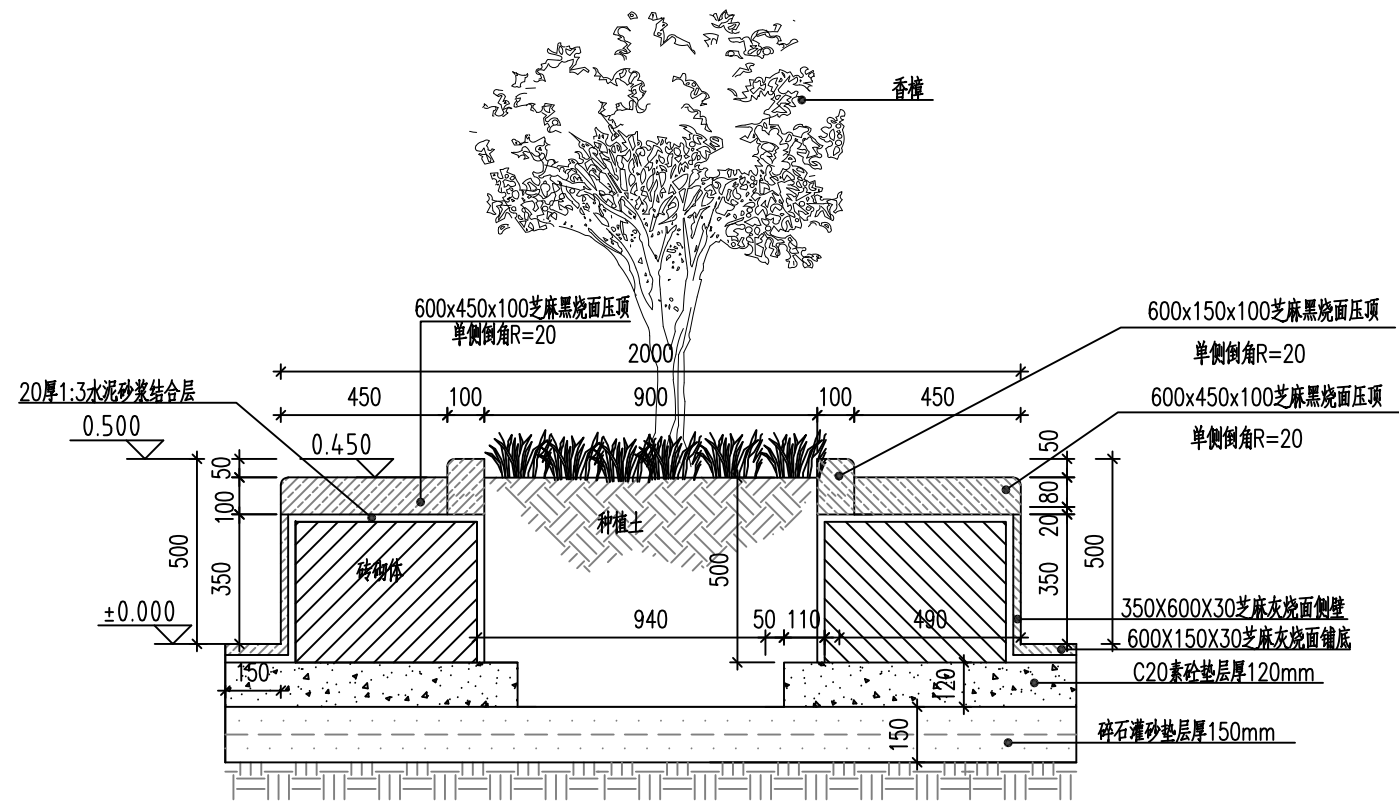 香樟
600x450x100芝麻黑烧面压顶
单侧倒角R=20
600x150x100芝麻黑烧面压顶
单侧倒角R=20
2000
20厚1:3水泥砂浆结合层
450
100
900
100
450
600x450x100芝麻黑烧面压顶
单侧倒角R=20
0.500
0.450
50
50
100
80
20
种植土
砖砌体
500
350
500
350
500
±0.000
940
50
110
490
350X600X30芝麻灰烧面侧壁
600X150X30芝麻灰烧面铺底
150
120
C20素砼垫层厚120mm
150
碎石灌砂垫层厚150mm